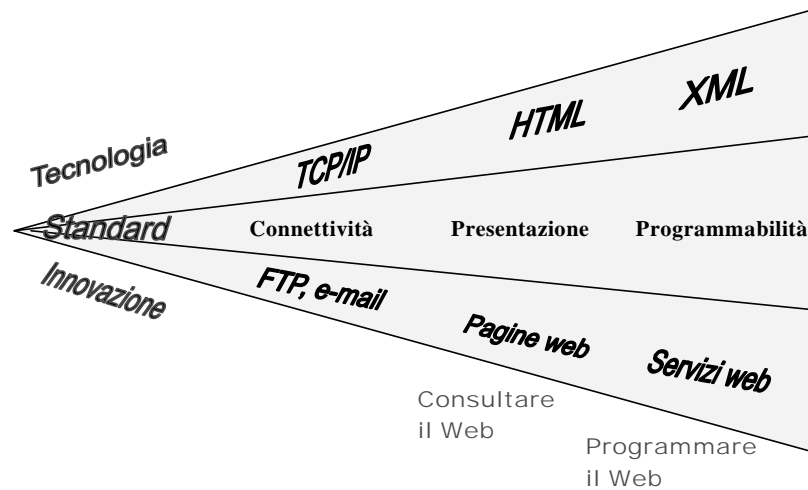 Tecnologia
TCP/IP
HTML
XML
Standard
Connettività
Presentazione
Programmabilità
Innovazione
FTP, e-mail
Pagine web
Servizi web
Consultare
il Web
Programmare
il Web